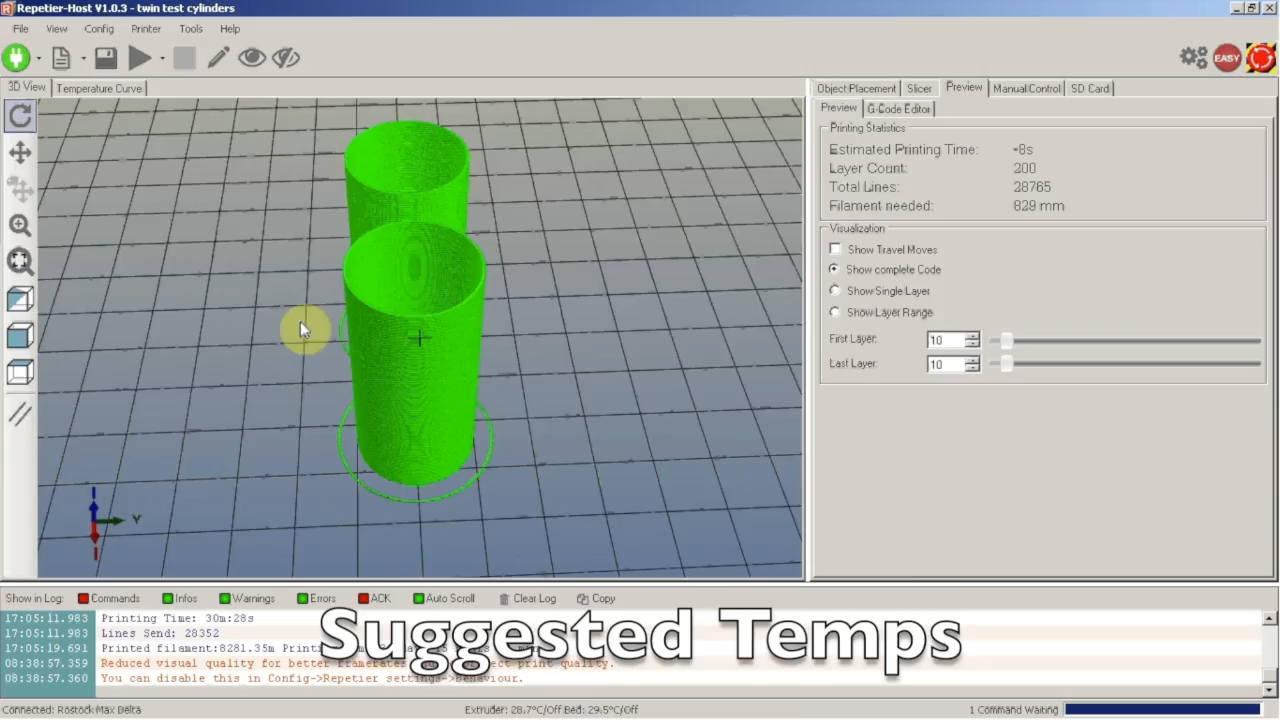 Repetier-Host V1.0.3 - twin test cylinders
File View Config Printer Tools Help
EASY
3D View Temperature Curve
Object Placement Slicer Preview Manual Control SD Card
Preview G-Code Editor
Printing Statistics
Estimated Printing Time: -8s
Layer Count: 200
Total Lines: 28765
Filament needed: 829 mm
Visualization
Show Travel Moves
Show complete Code
Show Single Layer
Show Layer Range
First Layer: 10
Last Layer: 10
Y
Show in Log: Commands Infos Warnings Errors ACK Auto Scroll Clear Log Copy
17:05:11.983 Printing Time: 30m:28s
17:05:11.983 Lines Send: 28352
17:05:19.691 Printed filament:8281.35m
08:38:57.359 Reduced visual quality for better framerates. print quality.
08:38:57.360 You can disable this in Config->Repetier settings->behaviour.
Suggested Temps
Connected: Rostock Max Delta Extruder: 28.7°C/Off Bed: 29.5°C/Off 1 Command Waiting